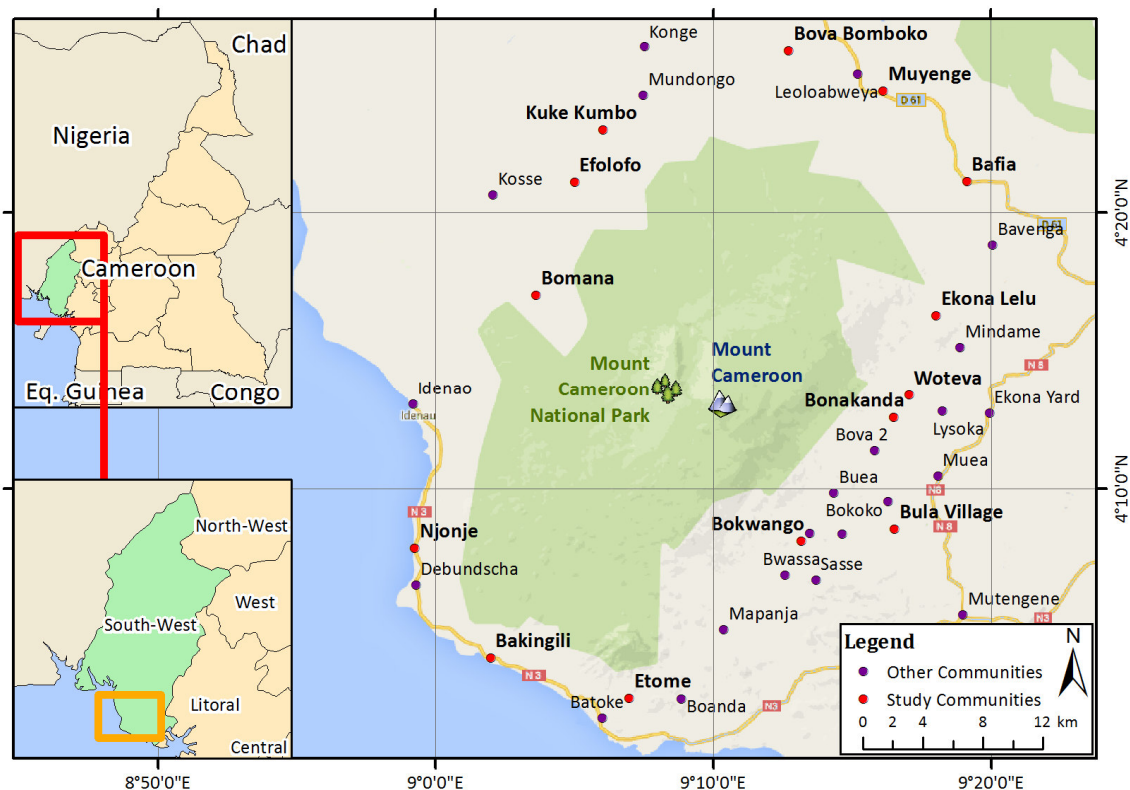 Chad
Nigeria
Cameroon
Eq. Guinea
Congo
North-West
West
South-West
Litoral
Central
Konge
Bova Bomboko
Mundongo
Leoloabweya
Muyenge
D 61
Kuke Kumbo
Efolofo
Bafia
Kosse
D 61
Bavenga
Bomana
Ekona Lelu
Mindame
Mount
Cameroon
National Park
Mount
Cameroon
N 8
Woteva
Idenao
Idenau
Bonakanda
Ekona Yard
Lysoka
Bova 2
Muea
Buea
N8
N 3
Bokoko
Bula Village
Njonje
Bokwango
N 8
Debundscha
Bwassa
Sasse
Mutengene
Mapanja
N3
Bakingili
N 3
Etome
Batoke
Boanda
N3
Legend
Other Communities
Study Communities
0 2 4 8 12 km
N
4°20'0"N
4°10'0"N
8°50'0"E
9°0'0"E
9°10'0"E
9°20'0"E